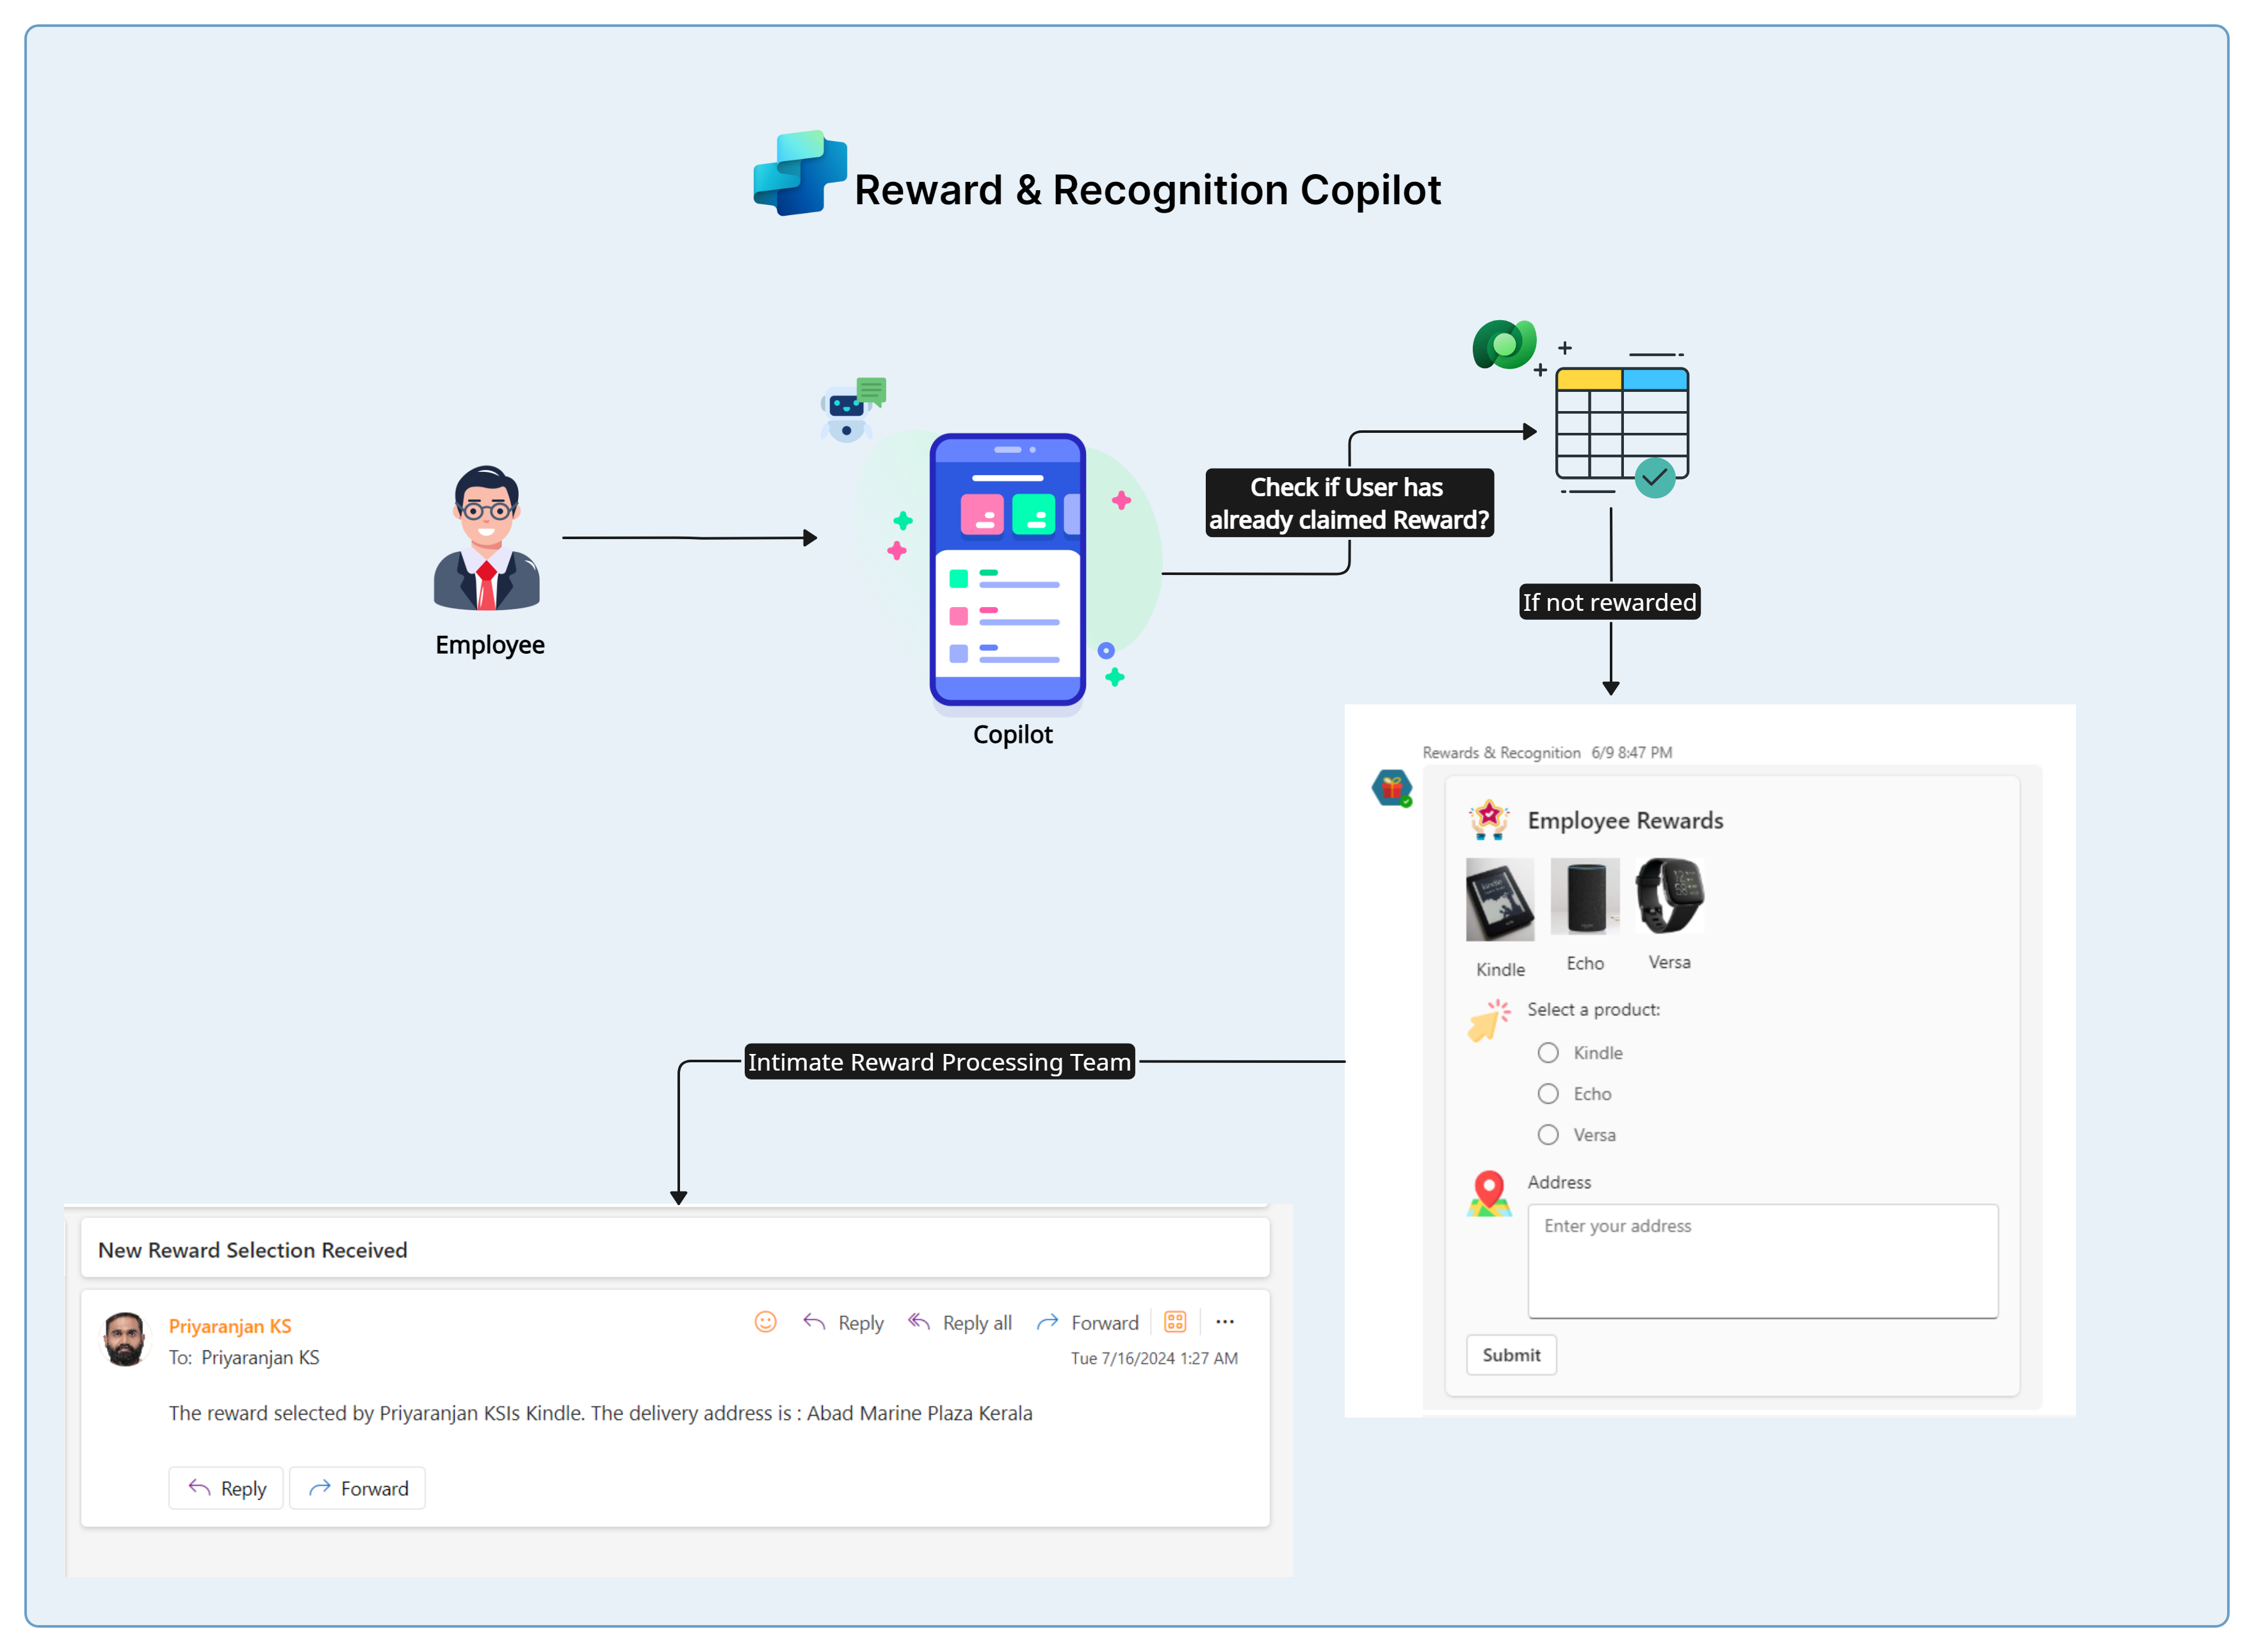 Reward & Recognition Copilot
Employee
Copilot
Check if User has
already claimed Reward?
If not rewarded
Rewards & Recognition 6/9 8:47 PM
Employee Rewards
kindle
Kindle
Echo
Versa
Select a product:
Kindle
Echo
Versa
Address
Enter your address
Submit
Intimate Reward Processing Team
New Reward Selection Received
Priyaranjan KS
Reply
Reply all
Forward
To: Priyaranjan KS
Tue 7/16/2024 1:27 AM
The reward selected by Priyaranjan KSIs Kindle. The delivery address is : Abad Marine Plaza Kerala
Reply
Forward